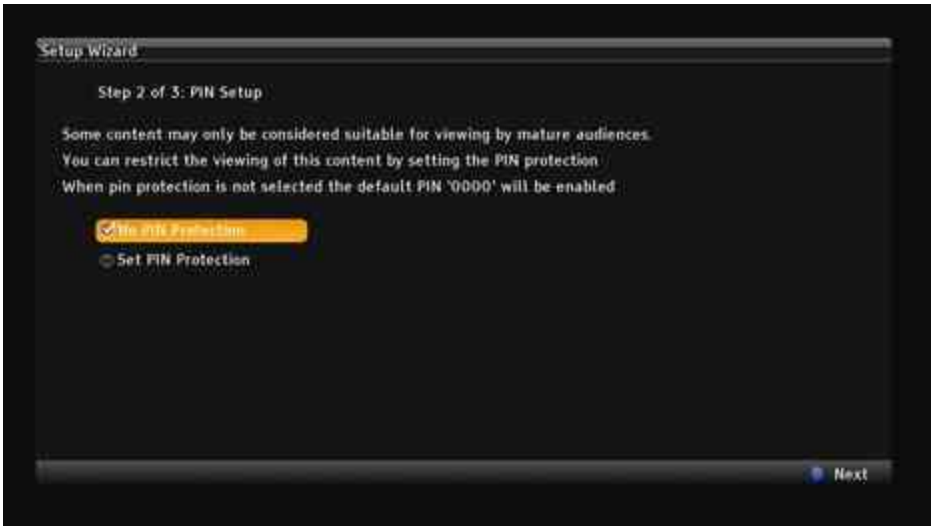 Setup Wizard
Step 2 of 3: PIN Setup
Some content may only be considered suitable for viewing by mature audiences.
You can restrict the viewing of this content by setting the PIN protection
When pin protection is not selected the default PIN '0000' will be enabled
No PIN Protection
Set PIN Protection
Next